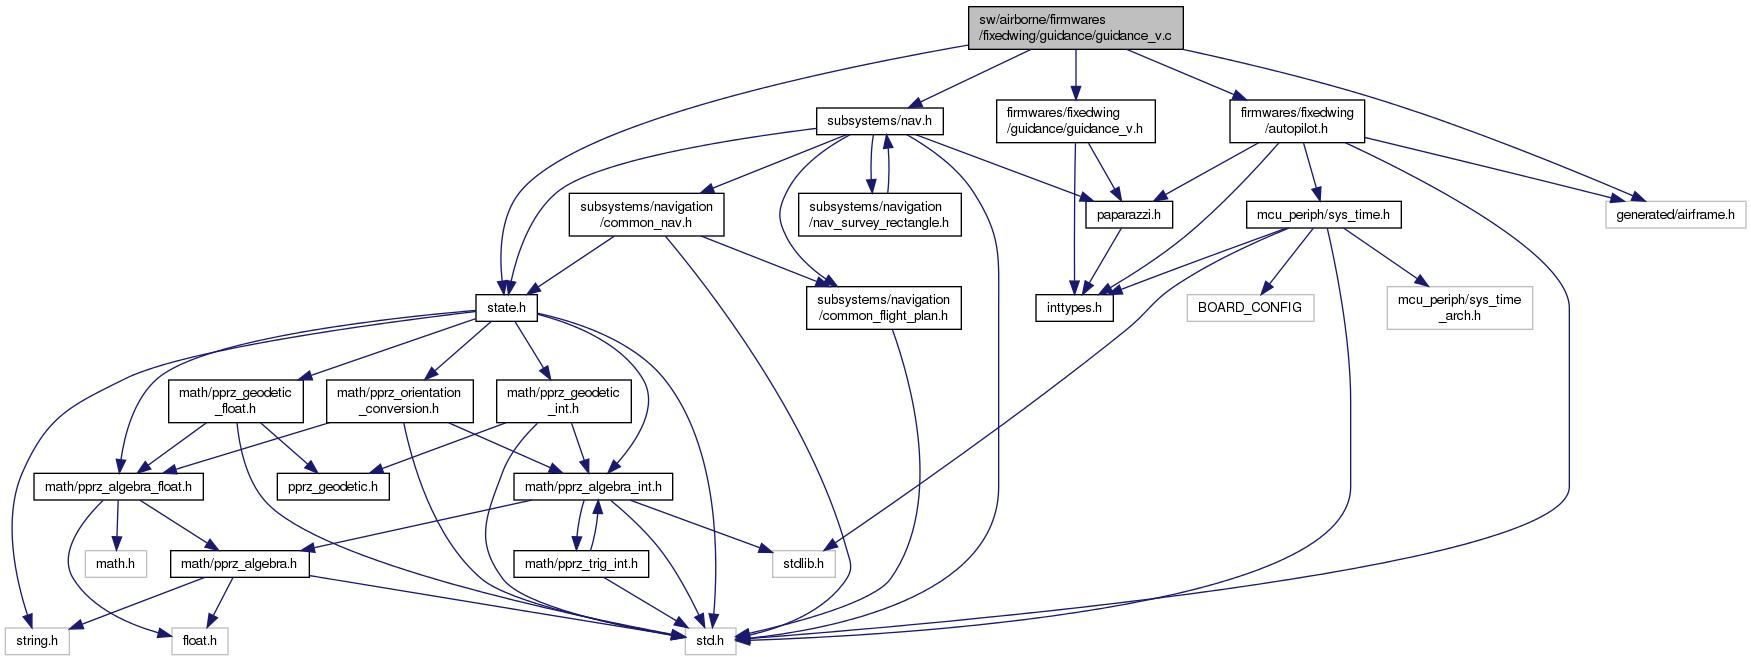 sw/airborne/firmwares
/fixedwing/guidance/guidance_v.c
subsystems/nav.h
firmwares/fixedwing
/guidance/guidance_v.h
firmwares/fixedwing
/autopilot.h
subsystems/navigation
/common_nav.h
subsystems/navigation
/nav_survey_rectangle.h
paparazzi.h
mcu_periph/sys_time.h
generated/airframe.h
state.h
subsystems/navigation
/common_flight_plan.h
inttypes.h
BOARD_CONFIG
mcu_periph/sys_time
_arch.h
math/pprz_geodetic
_float.h
math/pprz_orientation
_conversion.h
math/pprz_geodetic
_int.h
math/pprz_algebra_float.h
pprz_geodetic.h
math/pprz_algebra_int.h
math.h
math/pprz_algebra.h
math/pprz_trig_int.h
stdlib.h
string.h
float.h
std.h